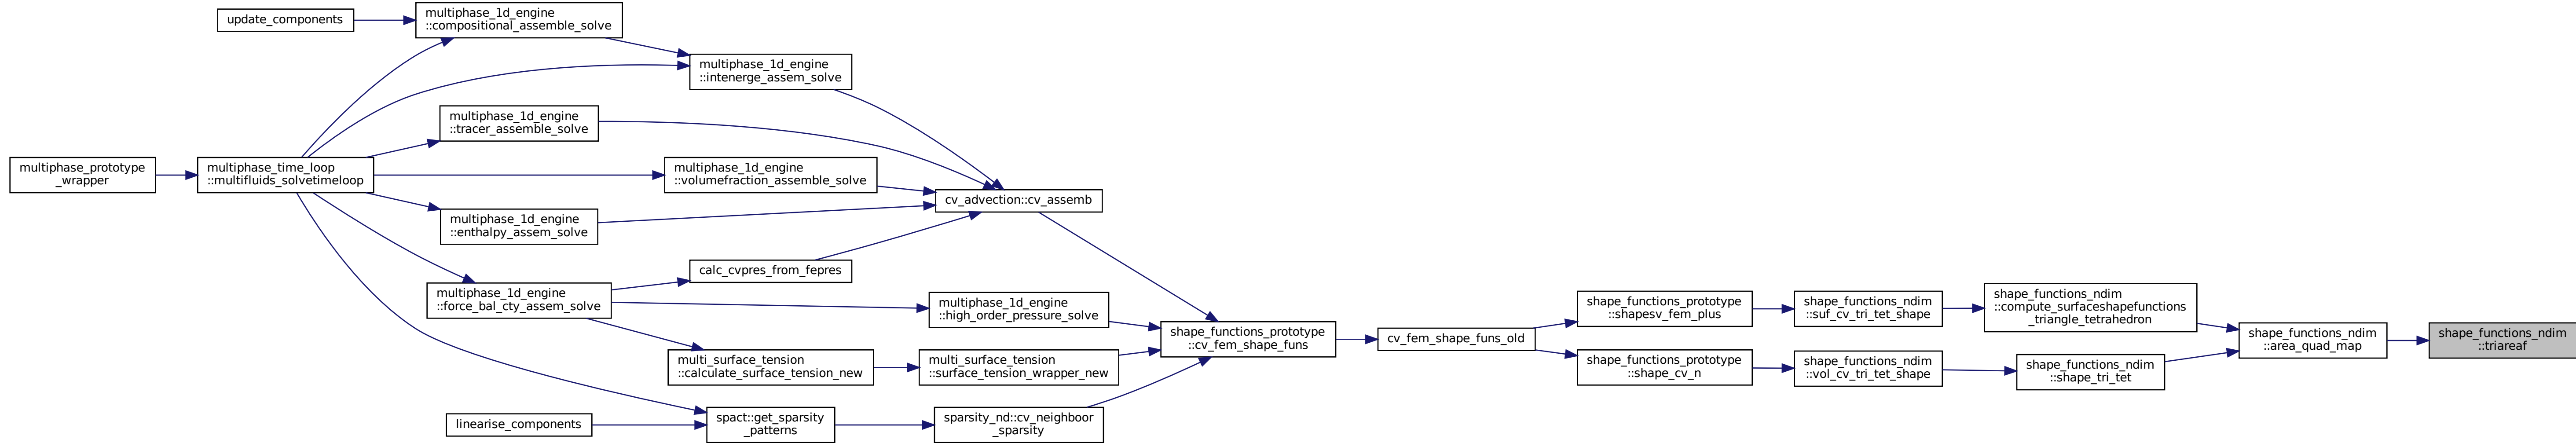 update_components
multiphase_1d_engine
::compositional_assemble_solve
multiphase_1d_engine
::intenerge_assem_solve
multiphase_1d_engine
::tracer_assemble_solve
multiphase_prototype
_wrapper
multiphase_time_loop
::multifluids_solvetimeloop
multiphase_1d_engine
::volumefraction_assemble_solve
cv_advection::cv_assemb
multiphase_1d_engine
::enthalpy_assem_solve
calc_cvpres_from_fepres
multiphase_1d_engine
::force_bal_cty_assem_solve
multiphase_1d_engine
::high_order_pressure_solve
multi_surface_tension
::calculate_surface_tension_new
multi_surface_tension
::surface_tension_wrapper_new
linearise_components
spact::get_sparsity
_patterns
sparsity_nd::cv_neighboor
_sparsity
shape_functions_prototype
::cv_fem_shape_funs
cv_fem_shape_funs_old
shape_functions_prototype
::shapesv_fem_plus
shape_functions_prototype
::shape_cv_n
shape_functions_ndim
::suf_cv_tri_tet_shape
shape_functions_ndim
::vol_cv_tri_tet_shape
shape_functions_ndim
::compute_surfaceshapefunctions
_triangle_tetrahedron
shape_functions_ndim
::shape_tri_tet
shape_functions_ndim
::area_quad_map
shape_functions_ndim
::triareaf